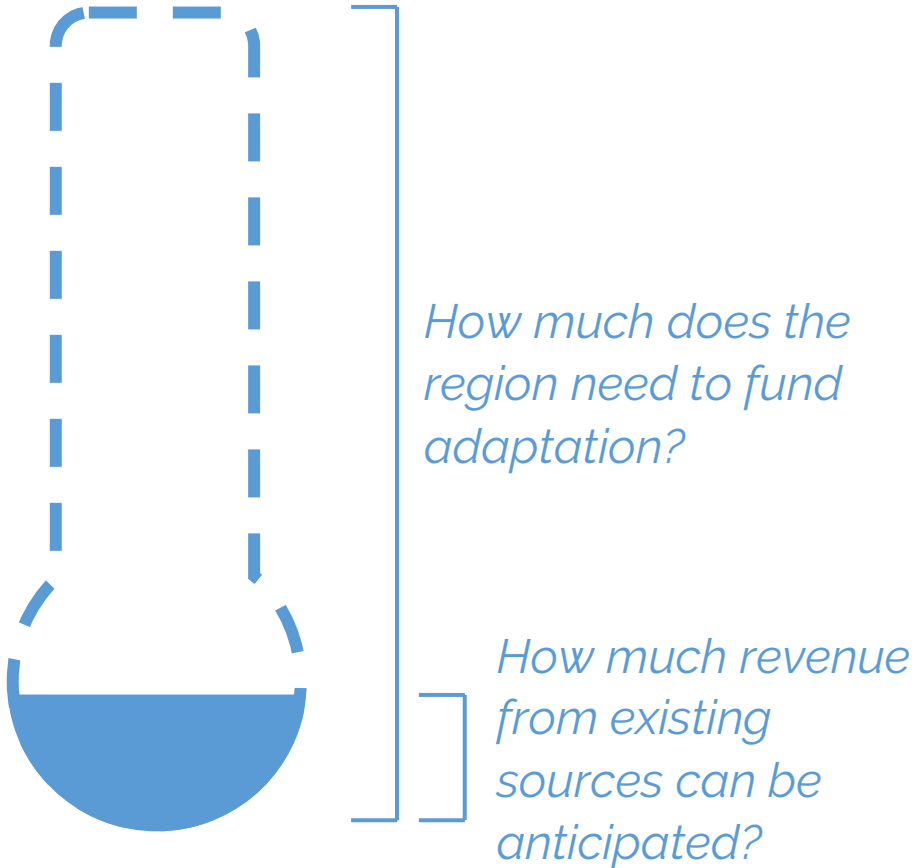 How much does the
region need to fund
adaptation?
How much revenue
from existing
sources can be
anticipated?